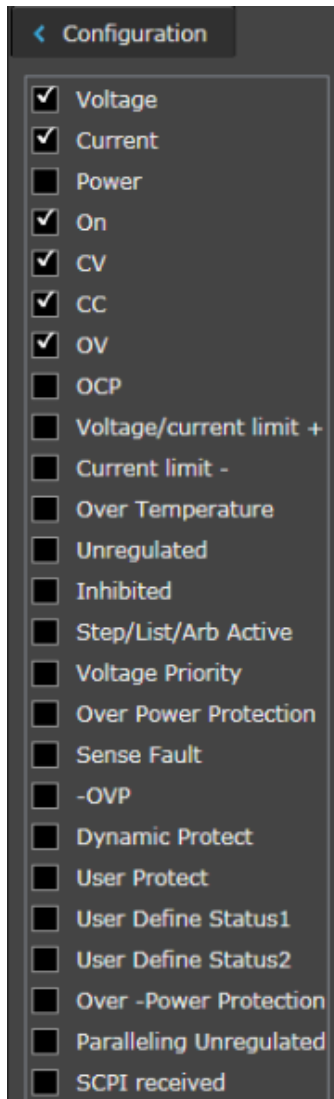 Configuration
Voltage
Current
Power
On
CV
CC
OV
OCP
Voltage/current limit +
Current limit -
Over Temperature
Unregulated
Inhibited
Step/List/Arb Active
Voltage Priority
Over Power Protection
Sense Fault
-OVP
Dynamic Protect
User Protect
User Define Status1
User Define Status2
Over -Power Protection
Paralleling Unregulated
SCPI received